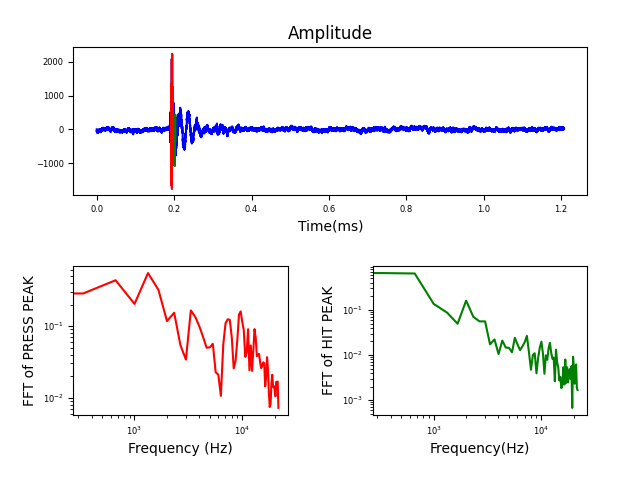 Amplitude
2000
1000
0
−1000
0.0 0.2 0.4 0.6 0.8 1.0 1.2
Time(ms)
FFT of PRESS PEAK
10⁻¹
10⁻²
10³ 10⁴
Frequency (Hz)
FFT of HIT PEAK
10⁻¹
10⁻²
10⁻³
10³ 10⁴
Frequency(Hz)